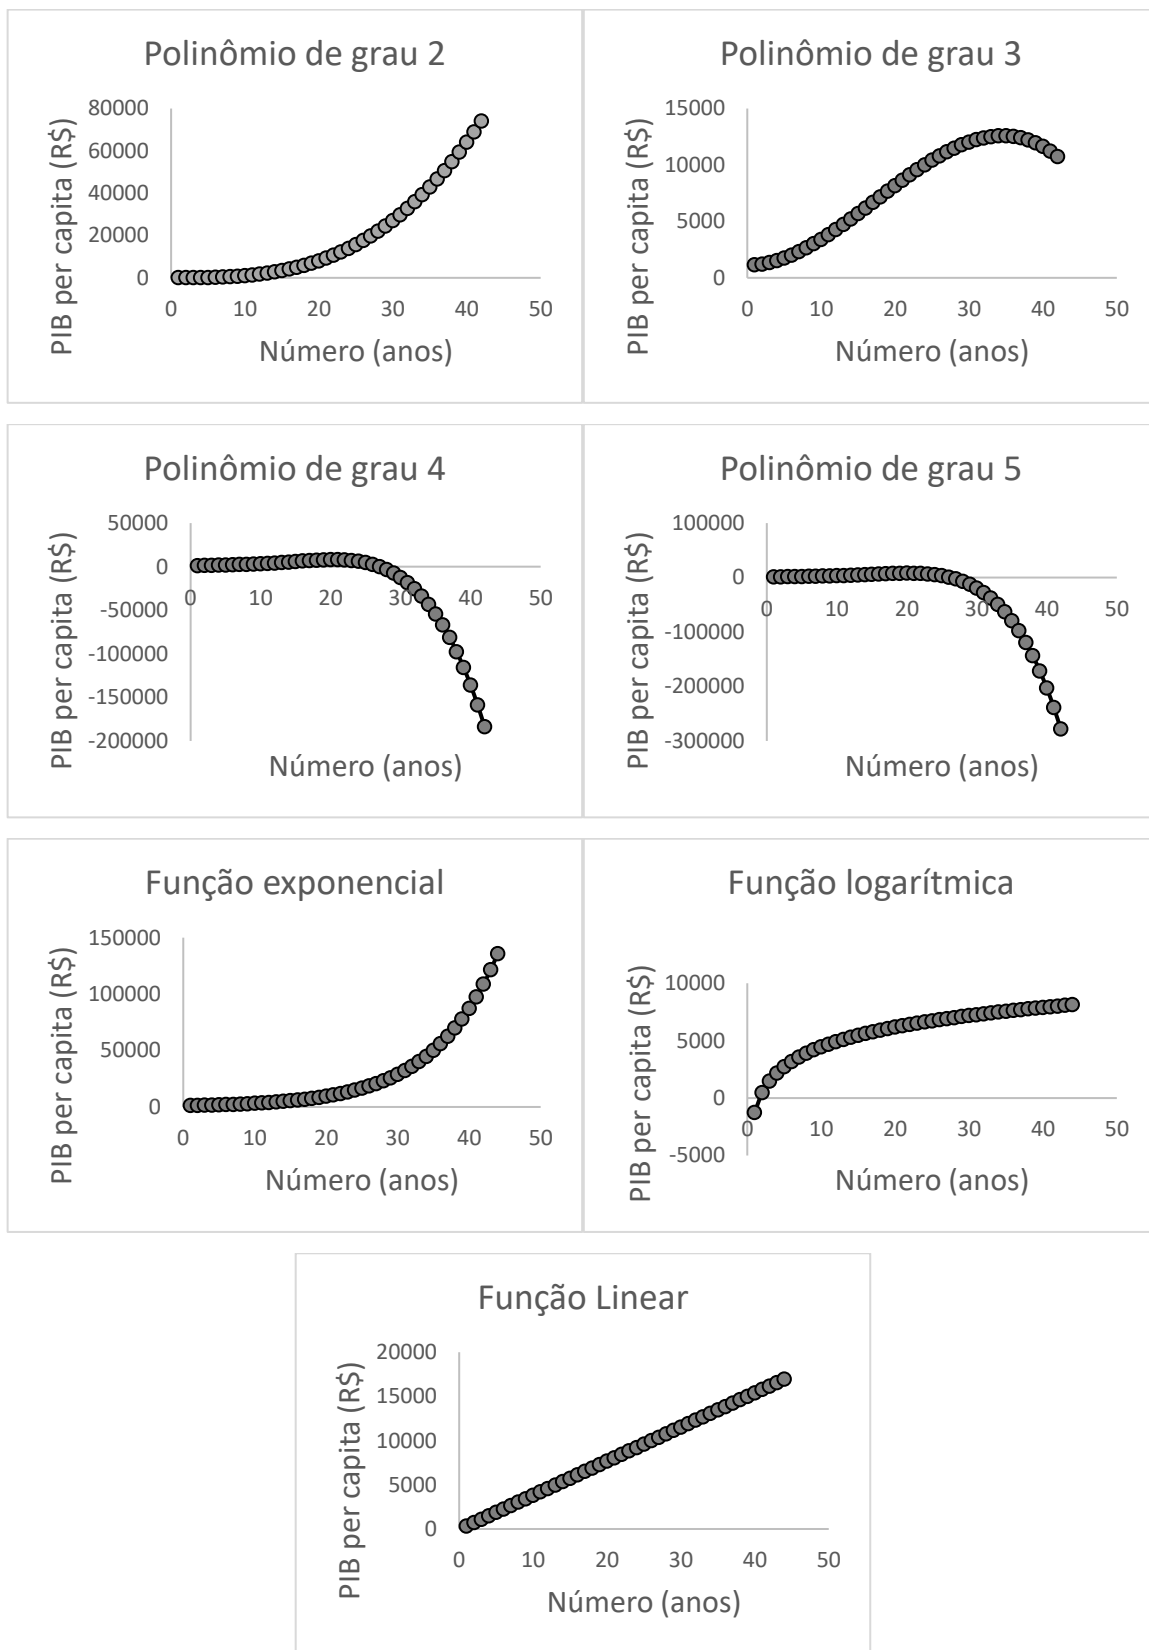 Polinômio de grau 2
PIB per capita (R$)
80000
60000
40000
20000
0
0 10 20 30 40 50
Número (anos)
Polinômio de grau 3
PIB per capita (R$)
15000
10000
5000
0
0 10 20 30 40 50
Número (anos)
Polinômio de grau 4
PIB per capita (R$)
50000
0
-50000
-100000
-150000
-200000
0 10 20 30 40 50
Número (anos)
Polinômio de grau 5
PIB per capita (R$)
100000
0
-100000
-200000
-300000
0 10 20 30 40 50
Número (anos)
Função exponencial
PIB per capita (R$)
150000
100000
50000
0
0 10 20 30 40 50
Número (anos)
Função logarítmica
PIB per capita (R$)
10000
5000
0
-5000
0 10 20 30 40 50
Número (anos)
Função Linear
PIB per capita (R$)
20000
15000
10000
5000
0
0 10 20 30 40 50
Número (anos)